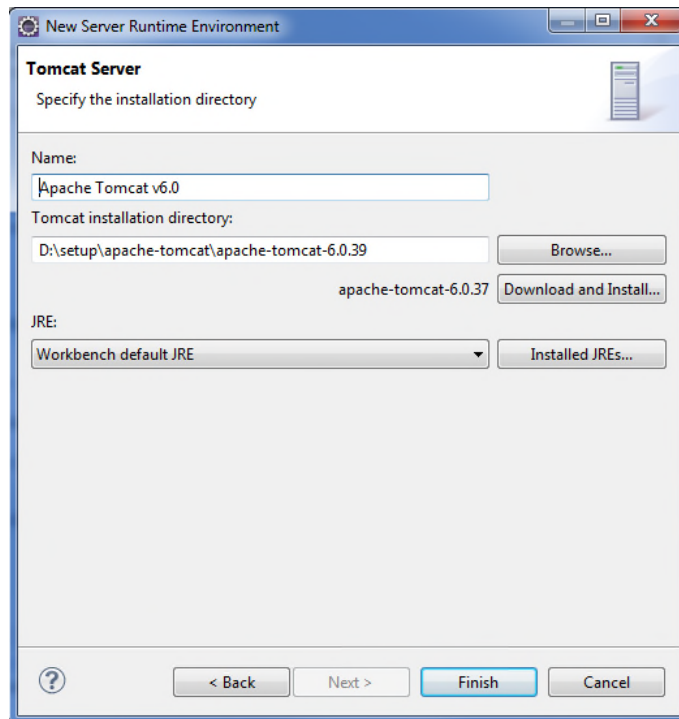 New Server Runtime Environment
Tomcat Server
Specify the installation directory
Name:
Apache Tomcat v6.0
Tomcat installation directory:
D:\setup\apache-tomcat\apache-tomcat-6.0.39
Browse...
apache-tomcat-6.0.37 Download and Install...
JRE:
Workbench default JRE
Installed JREs...
?
< Back
Next >
Finish
Cancel